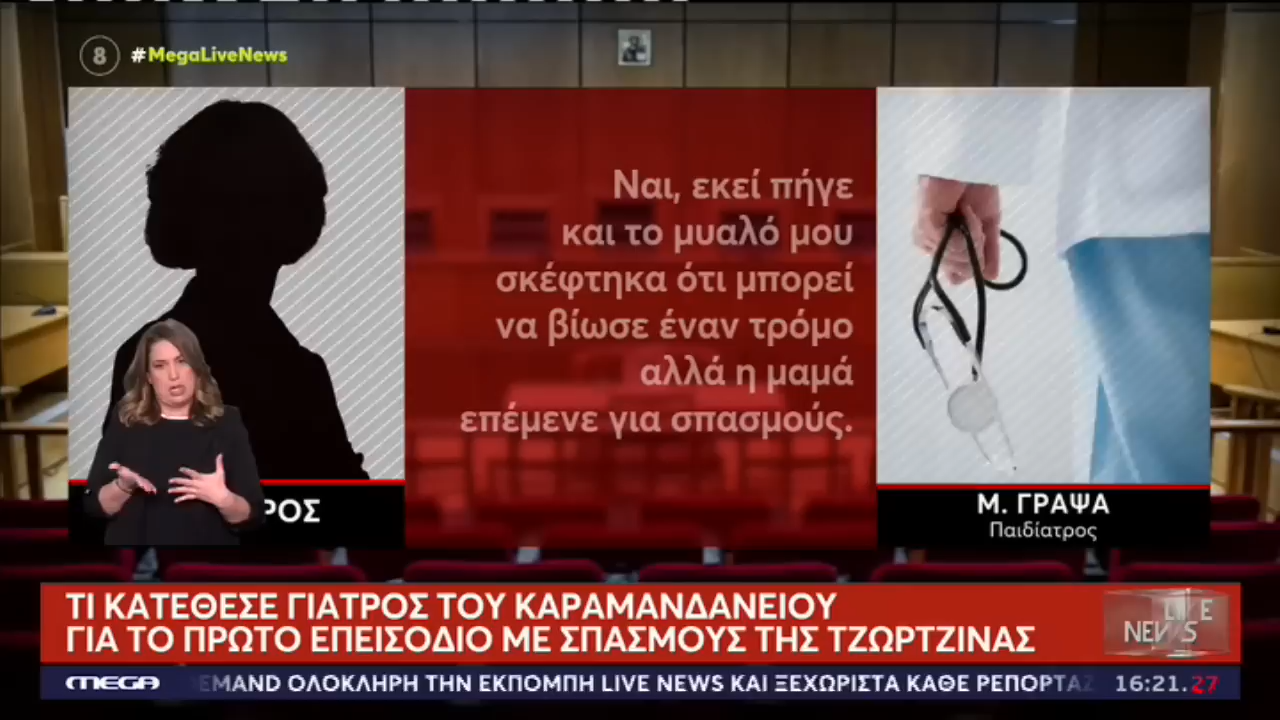 8 #MegaLiveNews
Ναι, εκεί πήγε
και το μυαλό μου
σκέφτηκα ότι μπορεί
να βίωσε έναν τρόμο
αλλά η μαμά
επέμενε για σπασμούς.
Μ. ΓΡΑΨΑ
Παιδίατρος
ΤΙ ΚΑΤΕΘΕΣΕ ΓΙΑΤΡΟΣ ΤΟΥ ΚΑΡΑΜΑΝΔΑΝΕΙΟΥ
ΓΙΑ ΤΟ ΠΡΩΤΟ ΕΠΕΙΣΟΔΙΟ ΜΕ ΣΠΑΣΜΟΥΣ ΤΗΣ ΤΖΩΡΤΖΙΝΑΣ
LIVE
NEWS
MEGA EMAND ΟΛΟΚΛΗΡΗ ΤΗΝ ΕΚΠΟΜΠΗ LIVE NEWS ΚΑΙ ΞΕΧΩΡΙΣΤΑ ΚΑΘΕ ΡΕΠΟΡΤΑΖ 16:21.27